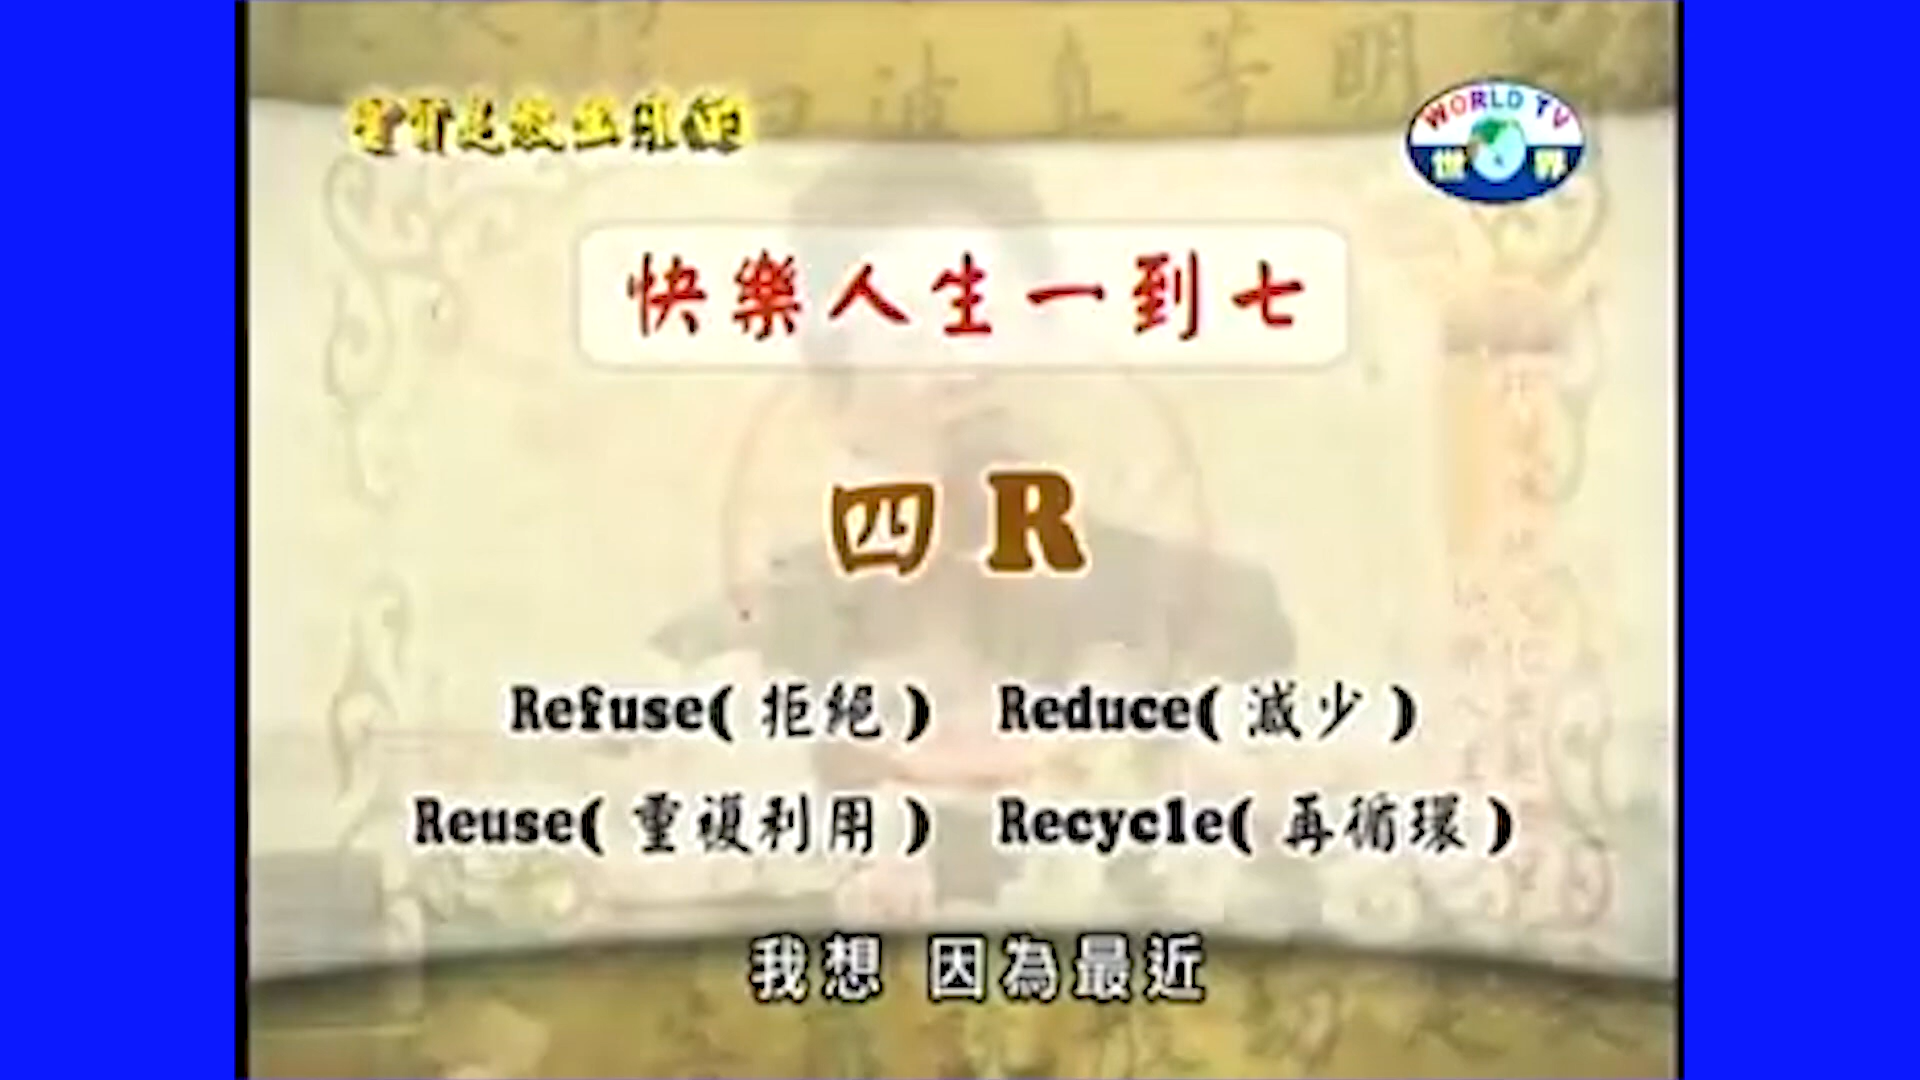 WORLD TV
世界
快樂人生一到七
四R
Refuse(拒絕) Reduce(減少)
Reuse(重複利用) Recycle(再循環)
我想 因為最近